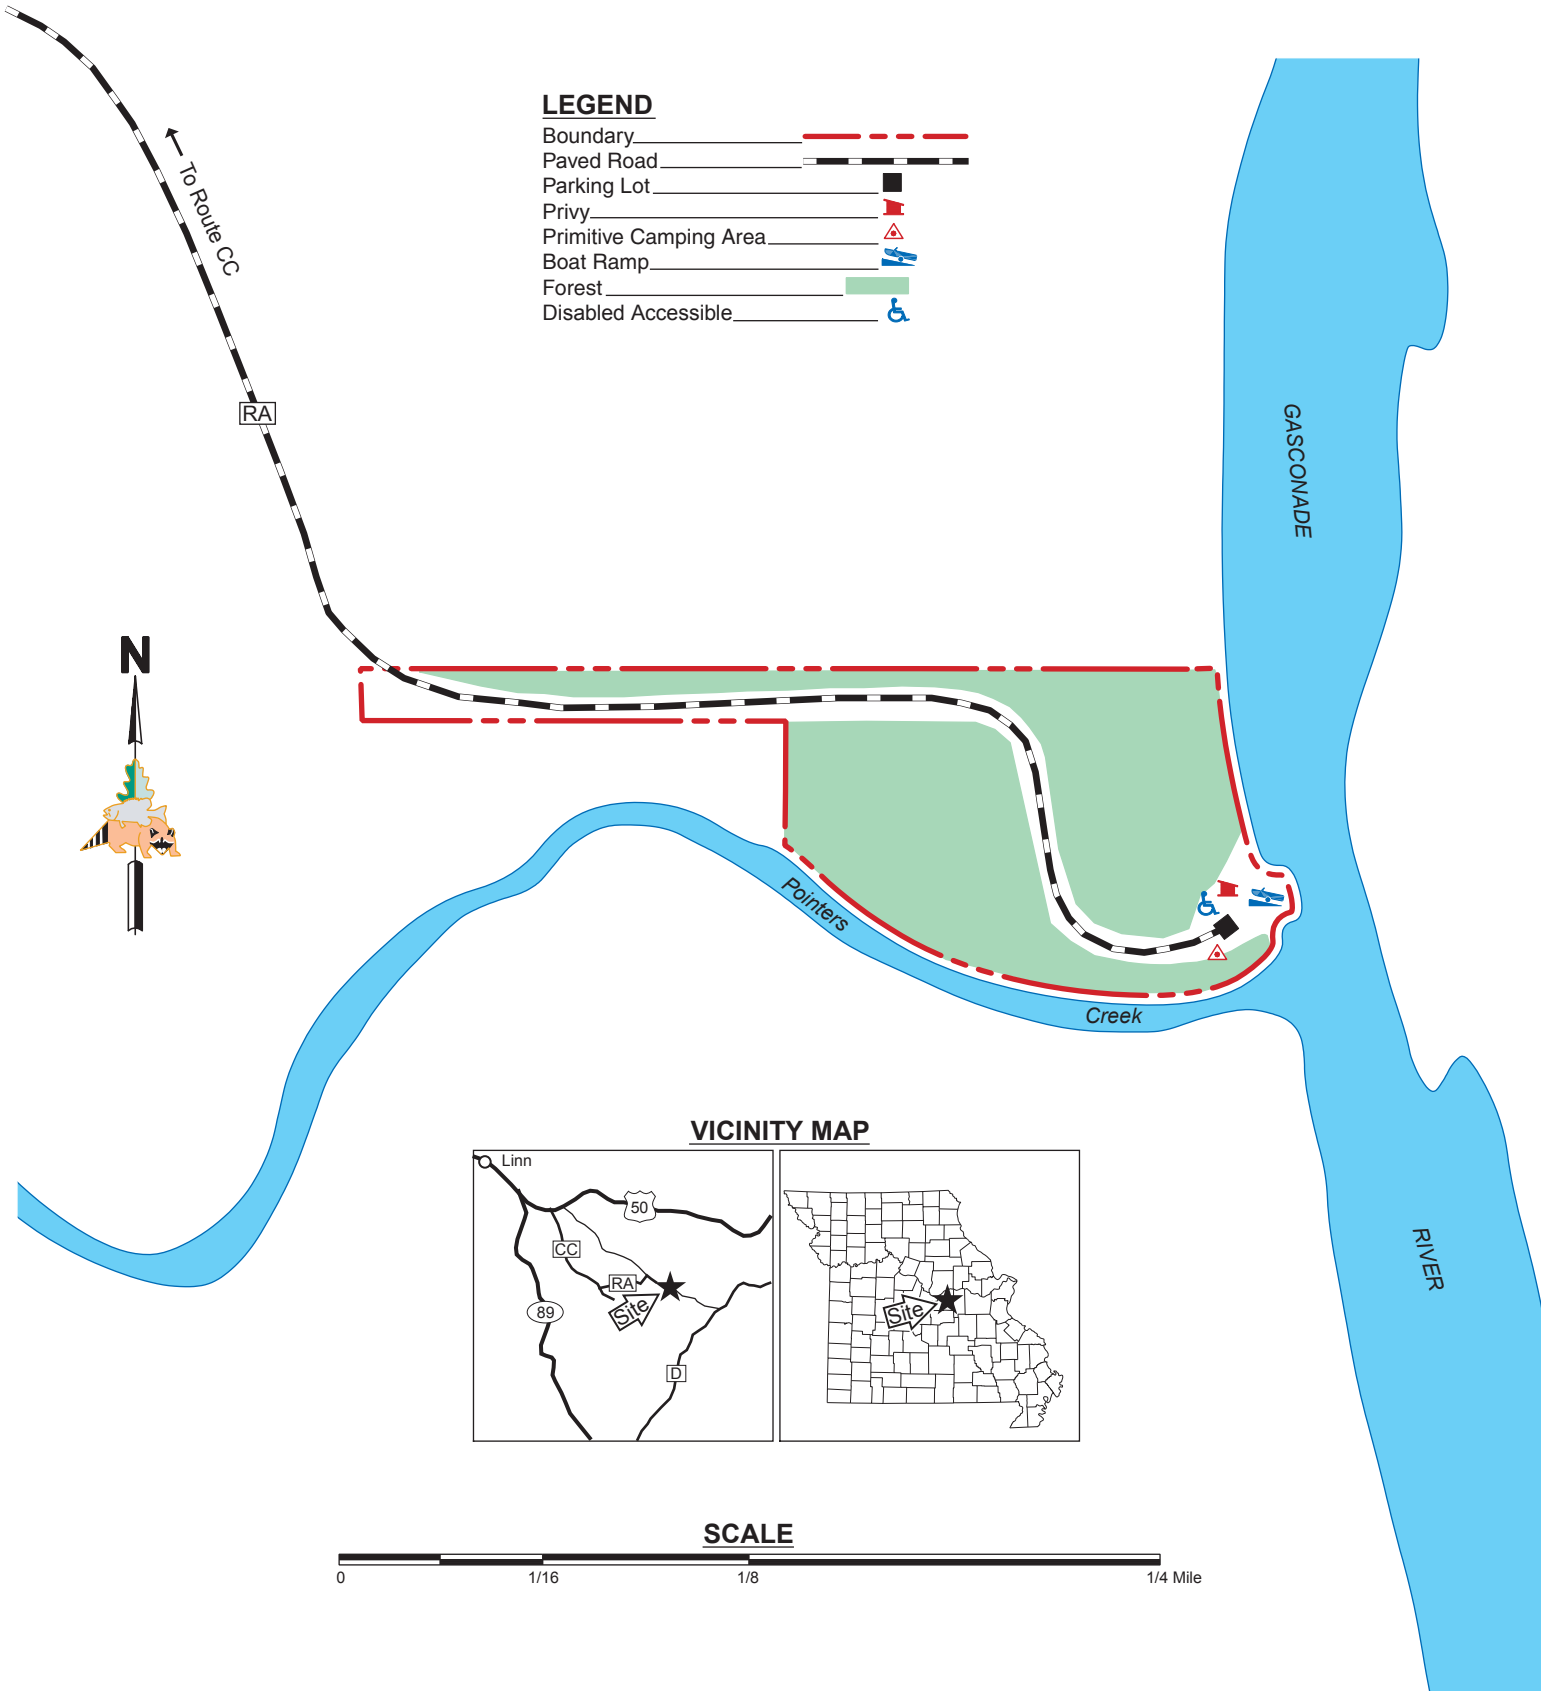 LEGEND
Boundary
Paved Road
Parking Lot
Privy
Primitive Camping Area
Boat Ramp
Forest
Disabled Accessible
To Route CC
RA
GASCONADE
N
Pointers
Creek
RIVER
VICINITY MAP
Linn
50
CC
RA
Site
89
D
Site
SCALE
0 1/16 1/8 1/4 Mile